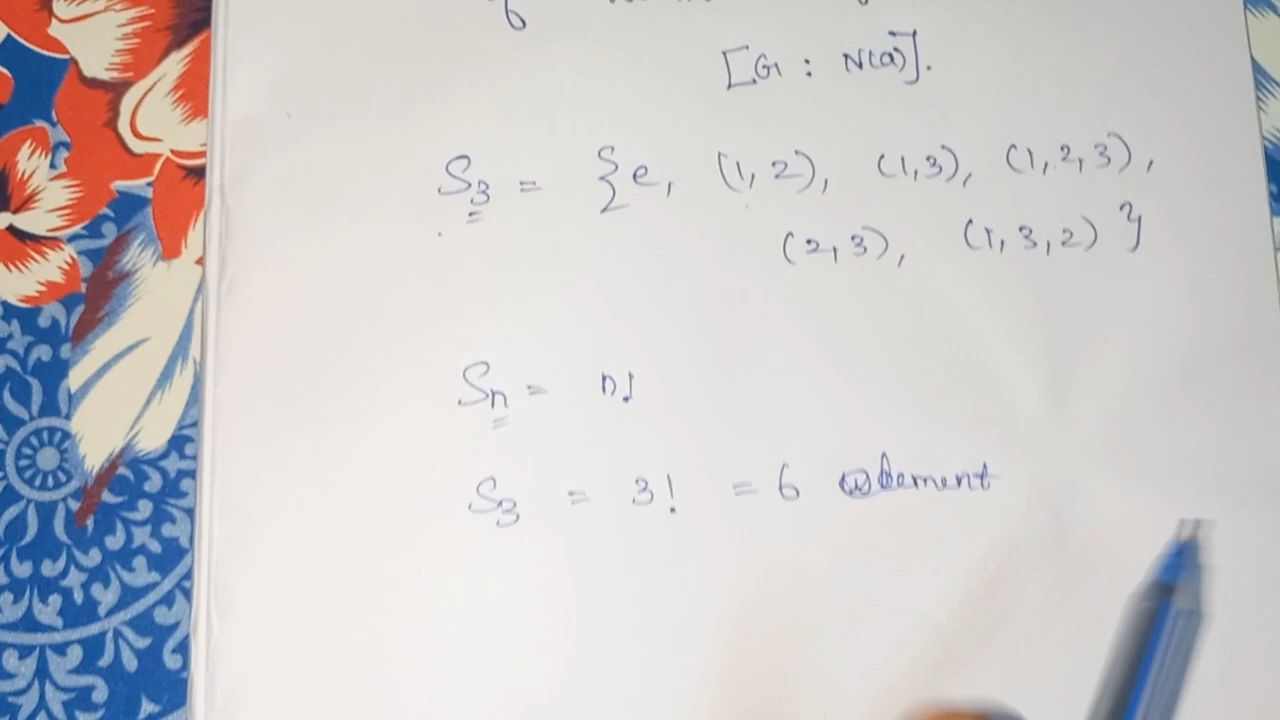 [G : N(a)].
S3 = {e, (1, 2), (1,3), (1,2,3),
(2,3), (1,3,2)}
Sn = n!
S3 = 3! = 6 element